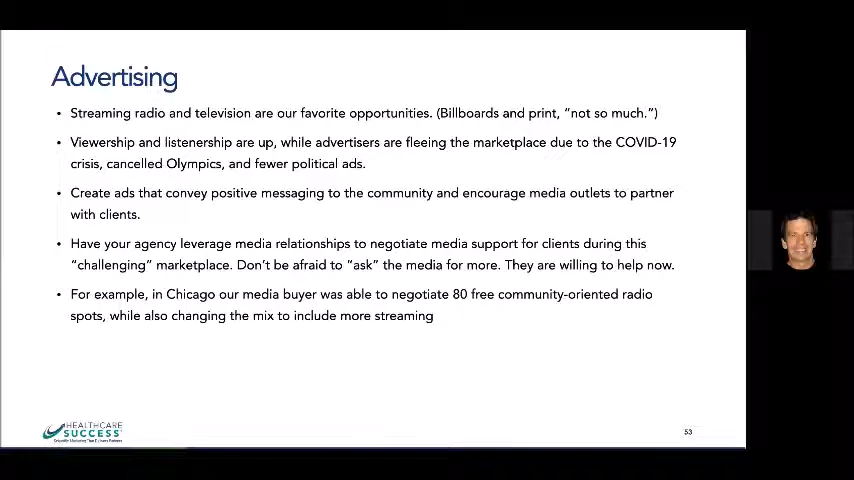 Advertising
• Streaming radio and television are our favorite opportunities. (Billboards and print, “not so much.”)
• Viewership and listenership are up, while advertisers are fleeing the marketplace due to the COVID-19
crisis, cancelled Olympics, and fewer political ads.
• Create ads that convey positive messaging to the community and encourage media outlets to partner
with clients.
• Have your agency leverage media relationships to negotiate media support for clients during this
“challenging” marketplace. Don’t be afraid to “ask” the media for more. They are willing to help now.
• For example, in Chicago our media buyer was able to negotiate 80 free community-oriented radio
spots, while also changing the mix to include more streaming
HEALTHCARE
SUCCESS
53